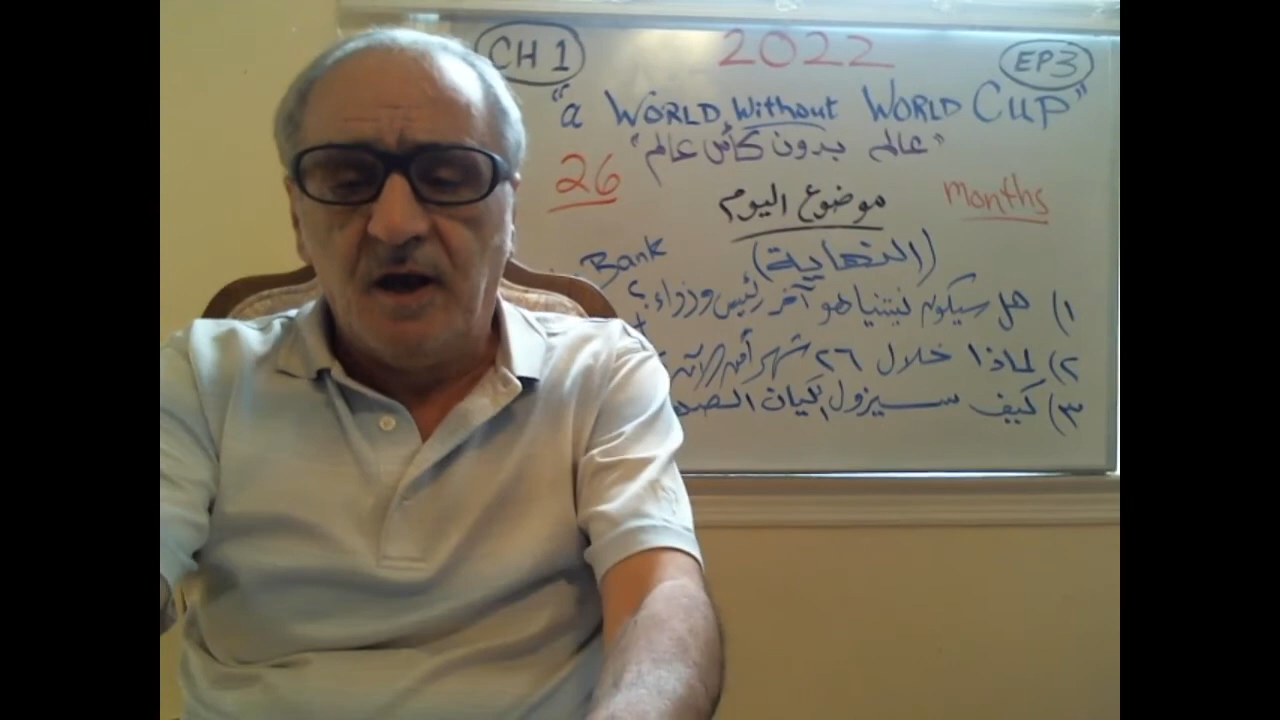 CH 1 2022 EP3
"a WORLD Without WORLD CUP"
"عالم بدون كأس عالم"
26 موضوع اليوم Months
Bank (النهاية)
١) هل سيكون نيتنياهو آخر رئيس وزراء؟
٢) لماذا خلال ٢٦ شهر
٣) كيف سيزول الكيان